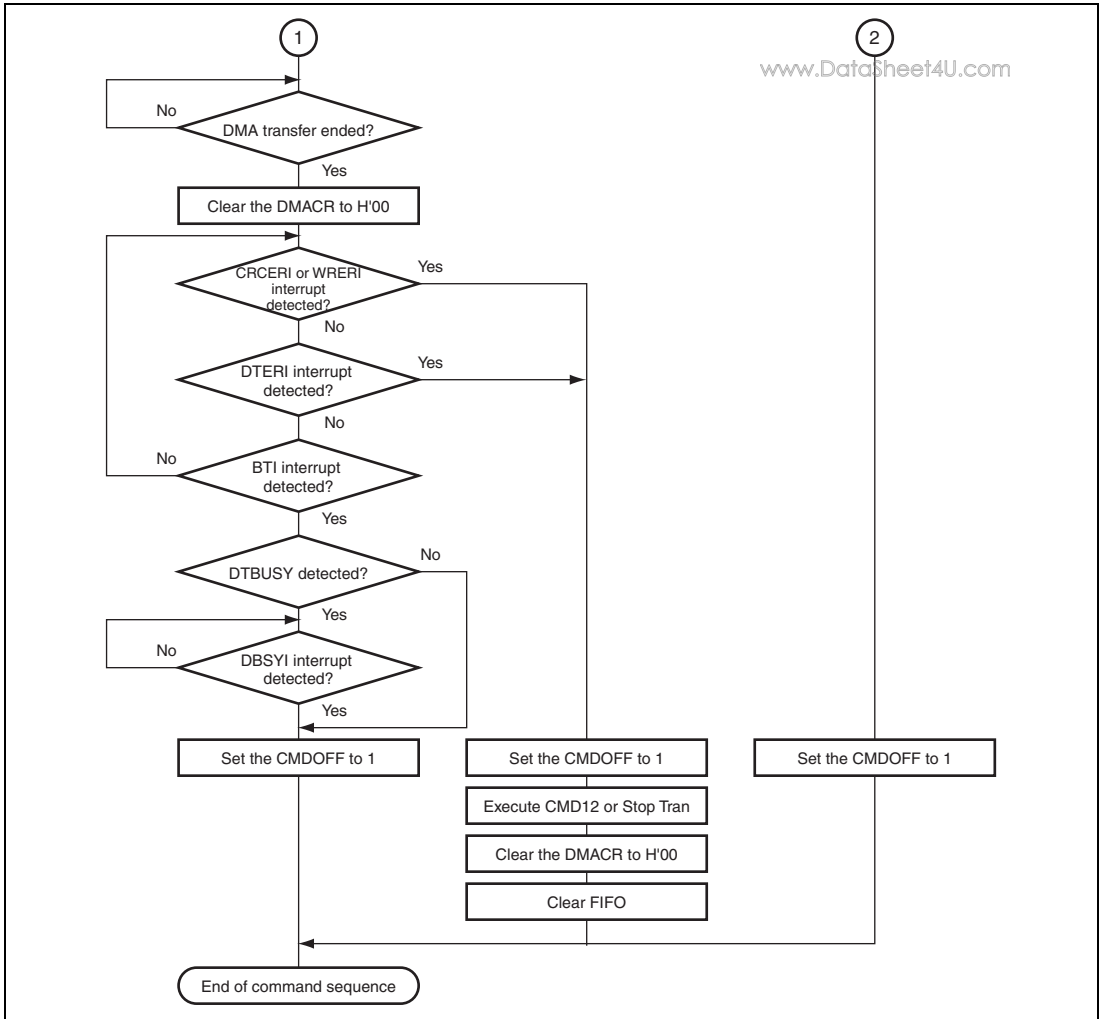 1
2
www.DataSheet4U.com
No
DMA transfer ended?
Yes
Clear the DMACR to H'00
CRCERI or WRERI
interrupt
detected?
Yes
No
DTERI interrupt
detected?
Yes
No
No
BTI interrupt
detected?
Yes
DTBUSY detected?
No
Yes
No
DBSYI interrupt
detected?
Yes
Set the CMDOFF to 1
Set the CMDOFF to 1
Set the CMDOFF to 1
Execute CMD12 or Stop Tran
Clear the DMACR to H'00
Clear FIFO
End of command sequence